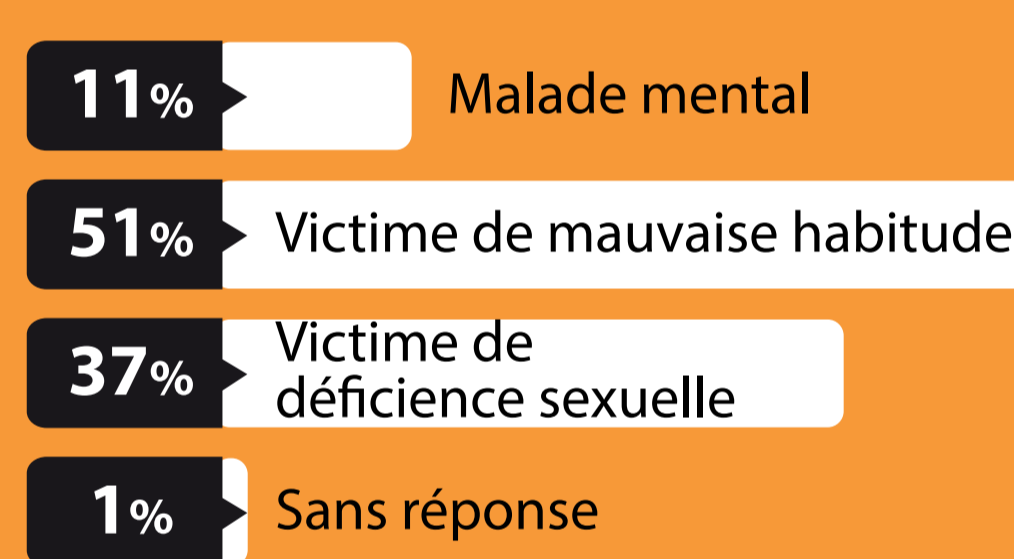 11% Malade mental
51% Victime de mauvaise habitude
37% Victime de
déficience sexuelle
1% Sans réponse